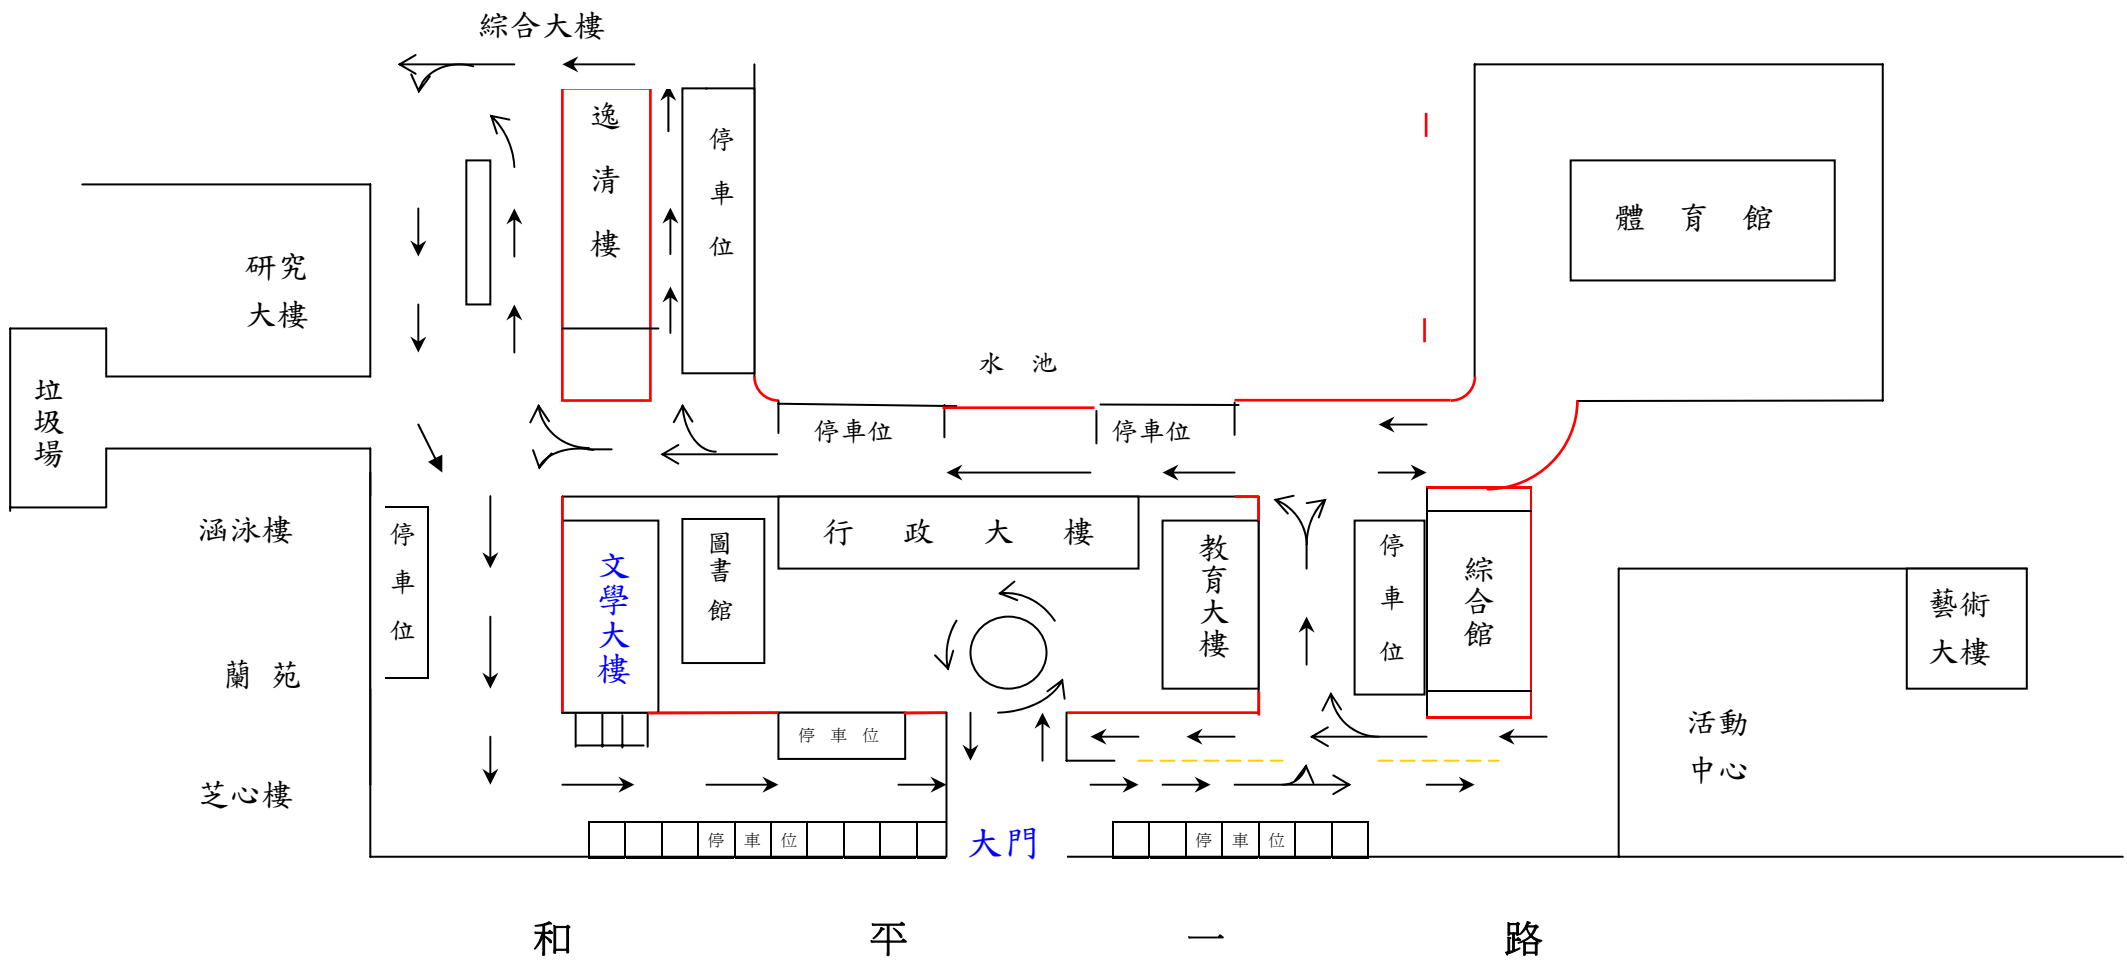 綜合大樓
逸清樓
停車位
體育館
研究
大樓
水池
垃圾場
停車位
停車位
涵泳樓
停車位
文學大樓
圖書館
行政大樓
教育大樓
停車位
綜合館
藝術
大樓
蘭苑
活動
中心
停車位
芝心樓
停車位
大門
停車位
和平一路